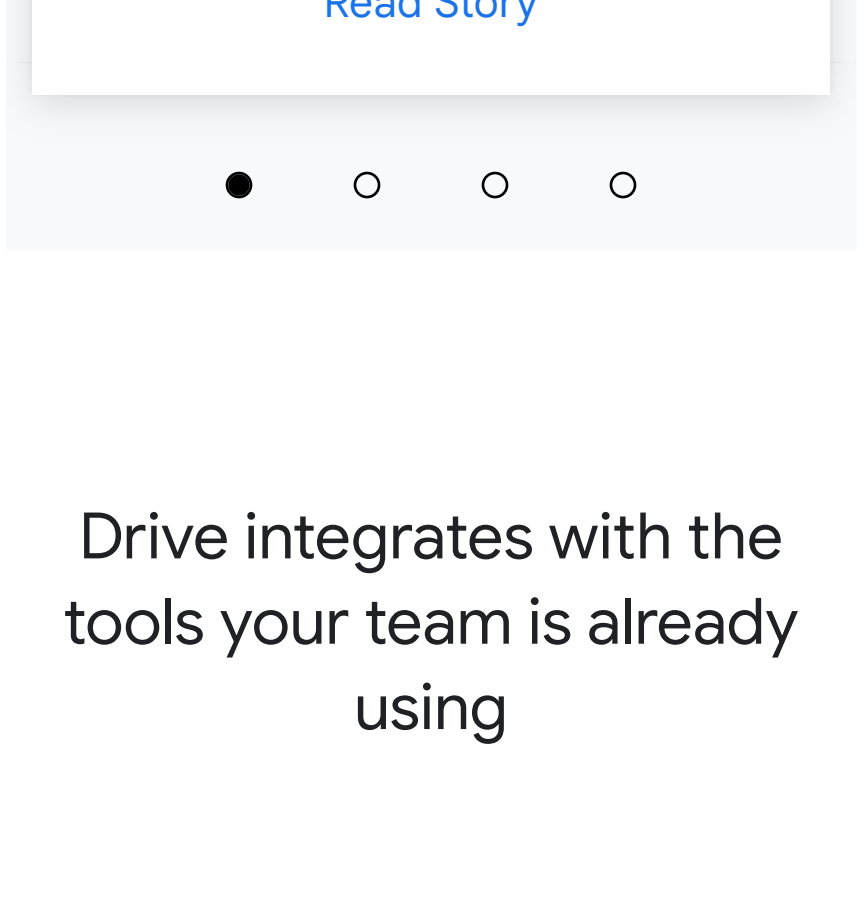 Read Story
Drive integrates with the
tools your team is already
using